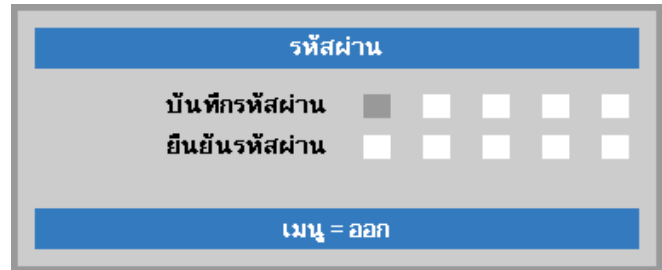 รหัสผ่าน
บันทึกรหัสผ่าน
ยืนยันรหัสผ่าน
เมนู = ออก